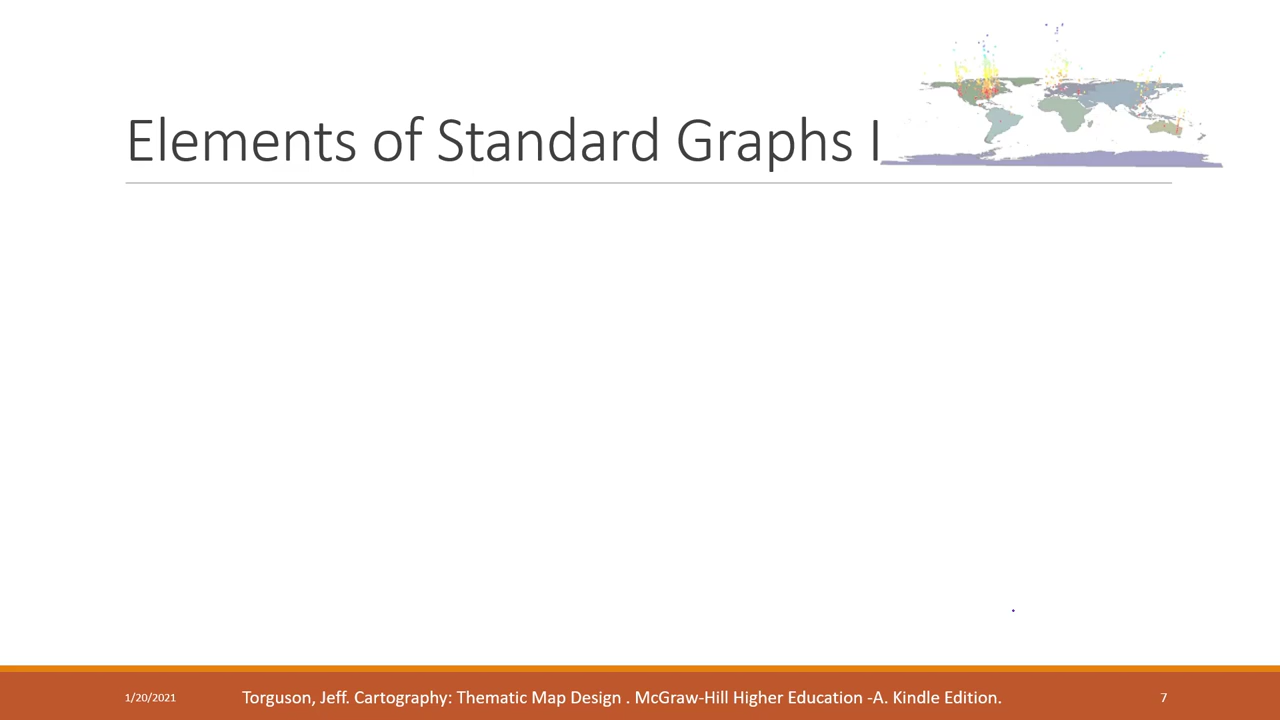 Elements of Standard Graphs I
1/20/2021
Torguson, Jeff. Cartography: Thematic Map Design . McGraw-Hill Higher Education -A. Kindle Edition.
7